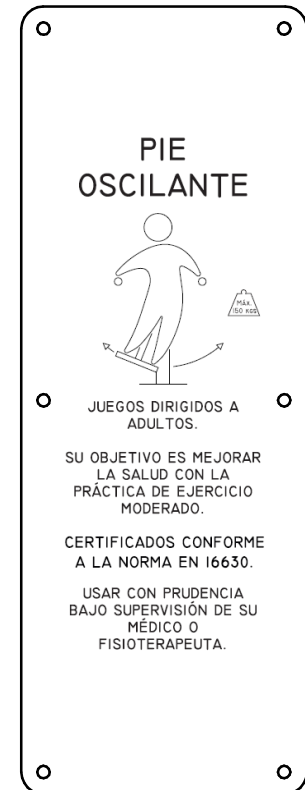 PIE
OSCILANTE
MÁX.
150 KGS
JUEGOS DIRIGIDOS A
ADULTOS.
SU OBJETIVO ES MEJORAR
LA SALUD CON LA
PRÁCTICA DE EJERCICIO
MODERADO.
CERTIFICADOS CONFORME
A LA NORMA EN 16630.
USAR CON PRUDENCIA
BAJO SUPERVISIÓN DE SU
MÉDICO O
FISIOTERAPEUTA.